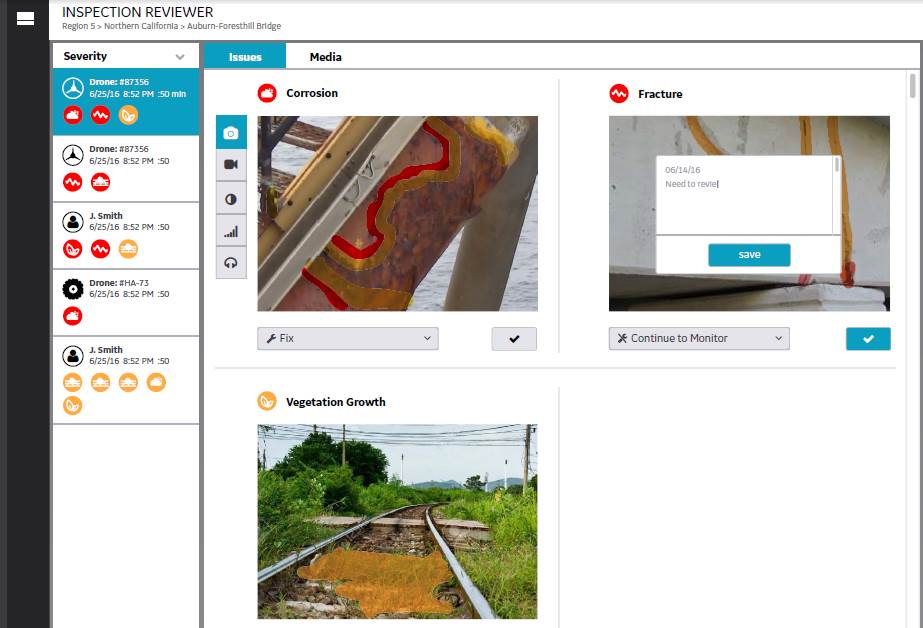 INSPECTION REVIEWER
Region 5 > Northern California > Auburn-Foresthill Bridge
Severity
Drone: #87356
6/25/16 8:52 PM :50 min
Drone: #87356
6/25/16 8:52 PM :50
J. Smith
6/25/16 8:52 PM :50
Drone: #HA-73
6/25/16 8:52 PM :50
J. Smith
6/25/16 8:52 PM :50
Issues
Media
Corrosion
Fix
Fracture
06/14/16
Need to revie
save
Continue to Monitor
Vegetation Growth